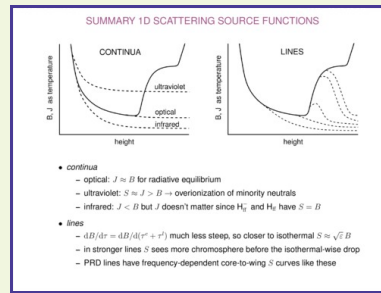 SUMMARY 1D SCATTERING SOURCE FUNCTIONS
CONTINUA
B, J as temperature
ultraviolet
optical
infrared
height
LINES
B, J as temperature
height
• continua
– optical: J ≈ B for radiative equilibrium
– ultraviolet: S ≈ J > B → overionization of minority neutrals
– infrared: J < B but J doesn't matter since H⁻ff and Hff have S = B
• lines
– dB/dτ = dB/d(τᶜ + τˡ) much less steep, so closer to isothermal S ≈ √ε B
– in stronger lines S sees more chromosphere before the isothermal-wise drop
– PRD lines have frequency-dependent core-to-wing S curves like these